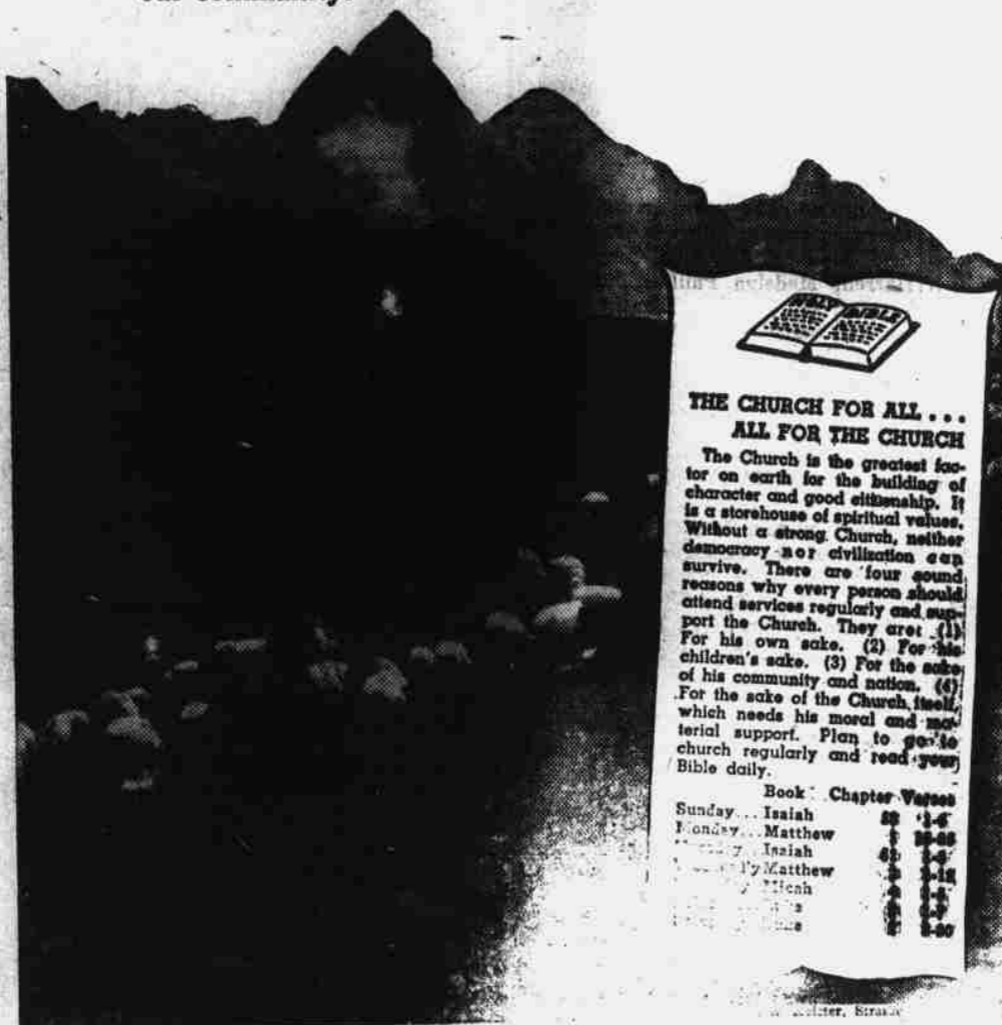 our community.
HOLY BIBLE
THE CHURCH FOR ALL . . .
ALL FOR THE CHURCH
The Church is the greatest fac-
tor on earth for the building of
character and good citizenship. It
is a storehouse of spiritual values.
Without a strong Church, neither
democracy nor civilization can
survive. There are four sound
reasons why every person should
attend services regularly and sup-
port the Church. They are: (1)
For his own sake. (2) For his
children's sake. (3) For the sake
of his community and nation. (4)
For the sake of the Church itself,
which needs his moral and ma-
terial support. Plan to go to
church regularly and read your
Bible daily.
Book Chapter Verses
Sunday . . . Isaiah
Monday . . . Matthew
Isaiah
Matthew
Micah